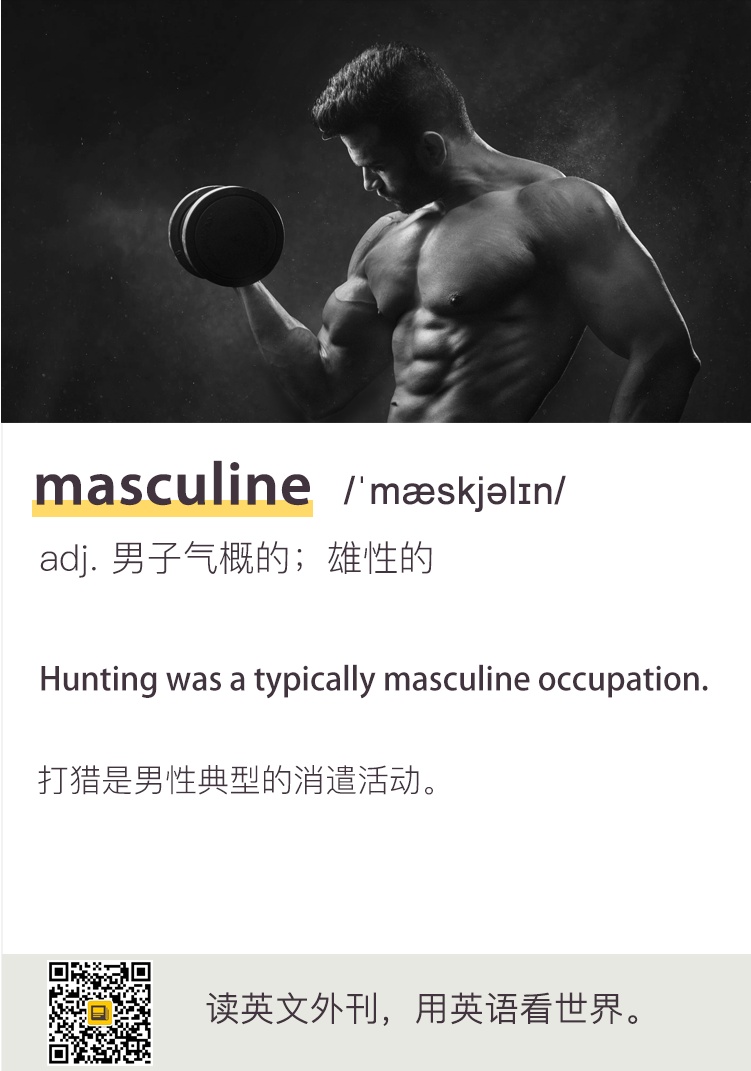 masculine /ˈmæskjəlɪn/
adj. 男子气概的；雄性的
Hunting was a typically masculine occupation.
打猎是男性典型的消遣活动。
读英文外刊，用英语看世界。